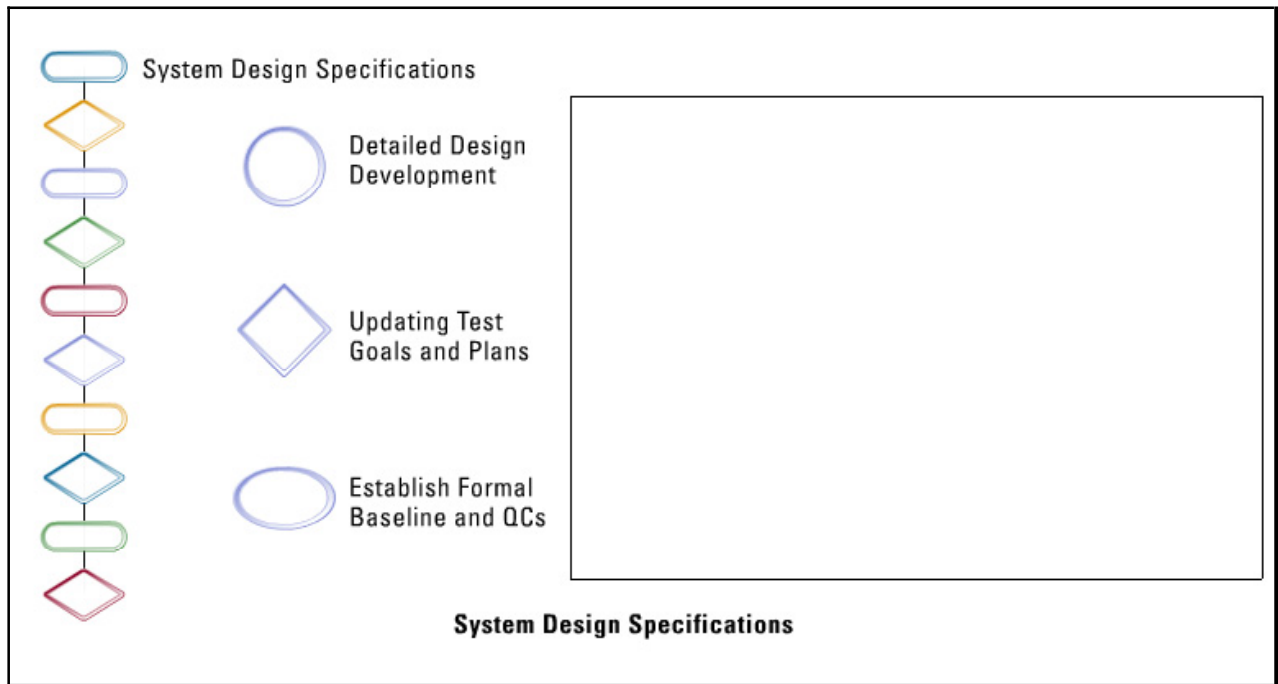 System Design Specifications
Detailed Design
Development
Updating Test
Goals and Plans
Establish Formal
Baseline and QCs
System Design Specifications